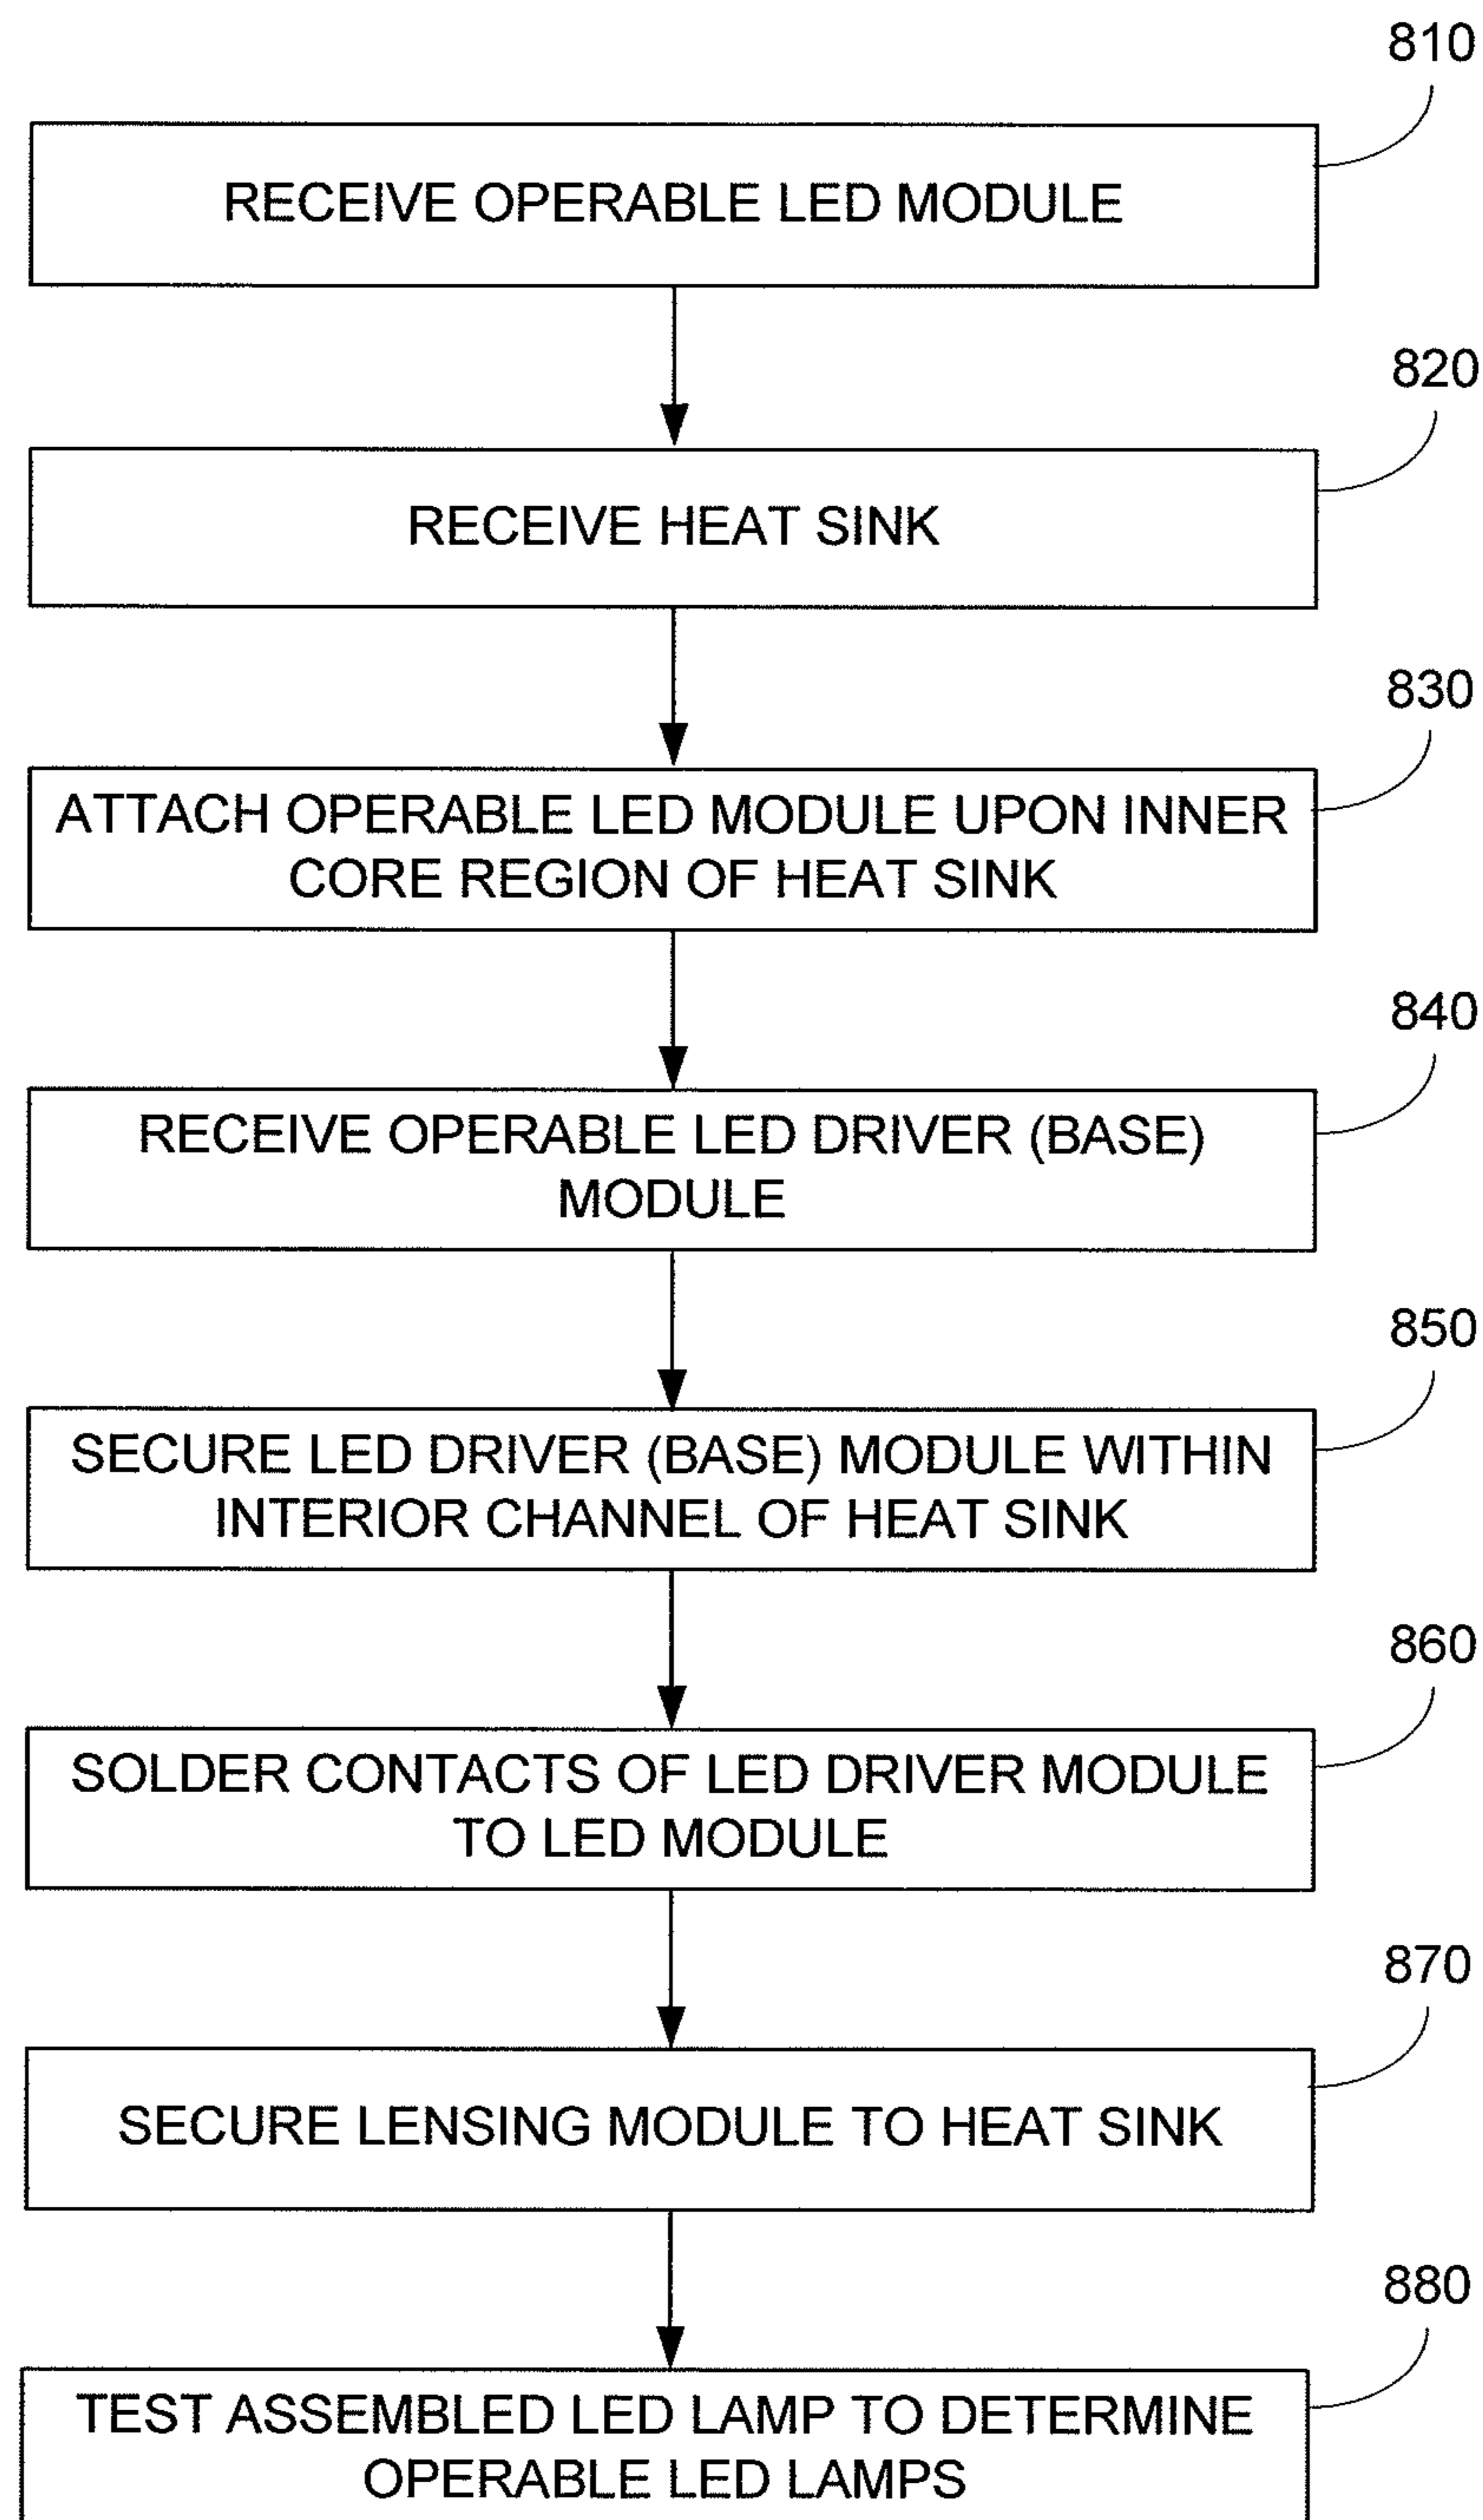 810
RECEIVE OPERABLE LED MODULE
820
RECEIVE HEAT SINK
830
ATTACH OPERABLE LED MODULE UPON INNER
CORE REGION OF HEAT SINK
840
RECEIVE OPERABLE LED DRIVER (BASE)
MODULE
850
SECURE LED DRIVER (BASE) MODULE WITHIN
INTERIOR CHANNEL OF HEAT SINK
860
SOLDER CONTACTS OF LED DRIVER MODULE
TO LED MODULE
870
SECURE LENSING MODULE TO HEAT SINK
880
TEST ASSEMBLED LED LAMP TO DETERMINE
OPERABLE LED LAMPS